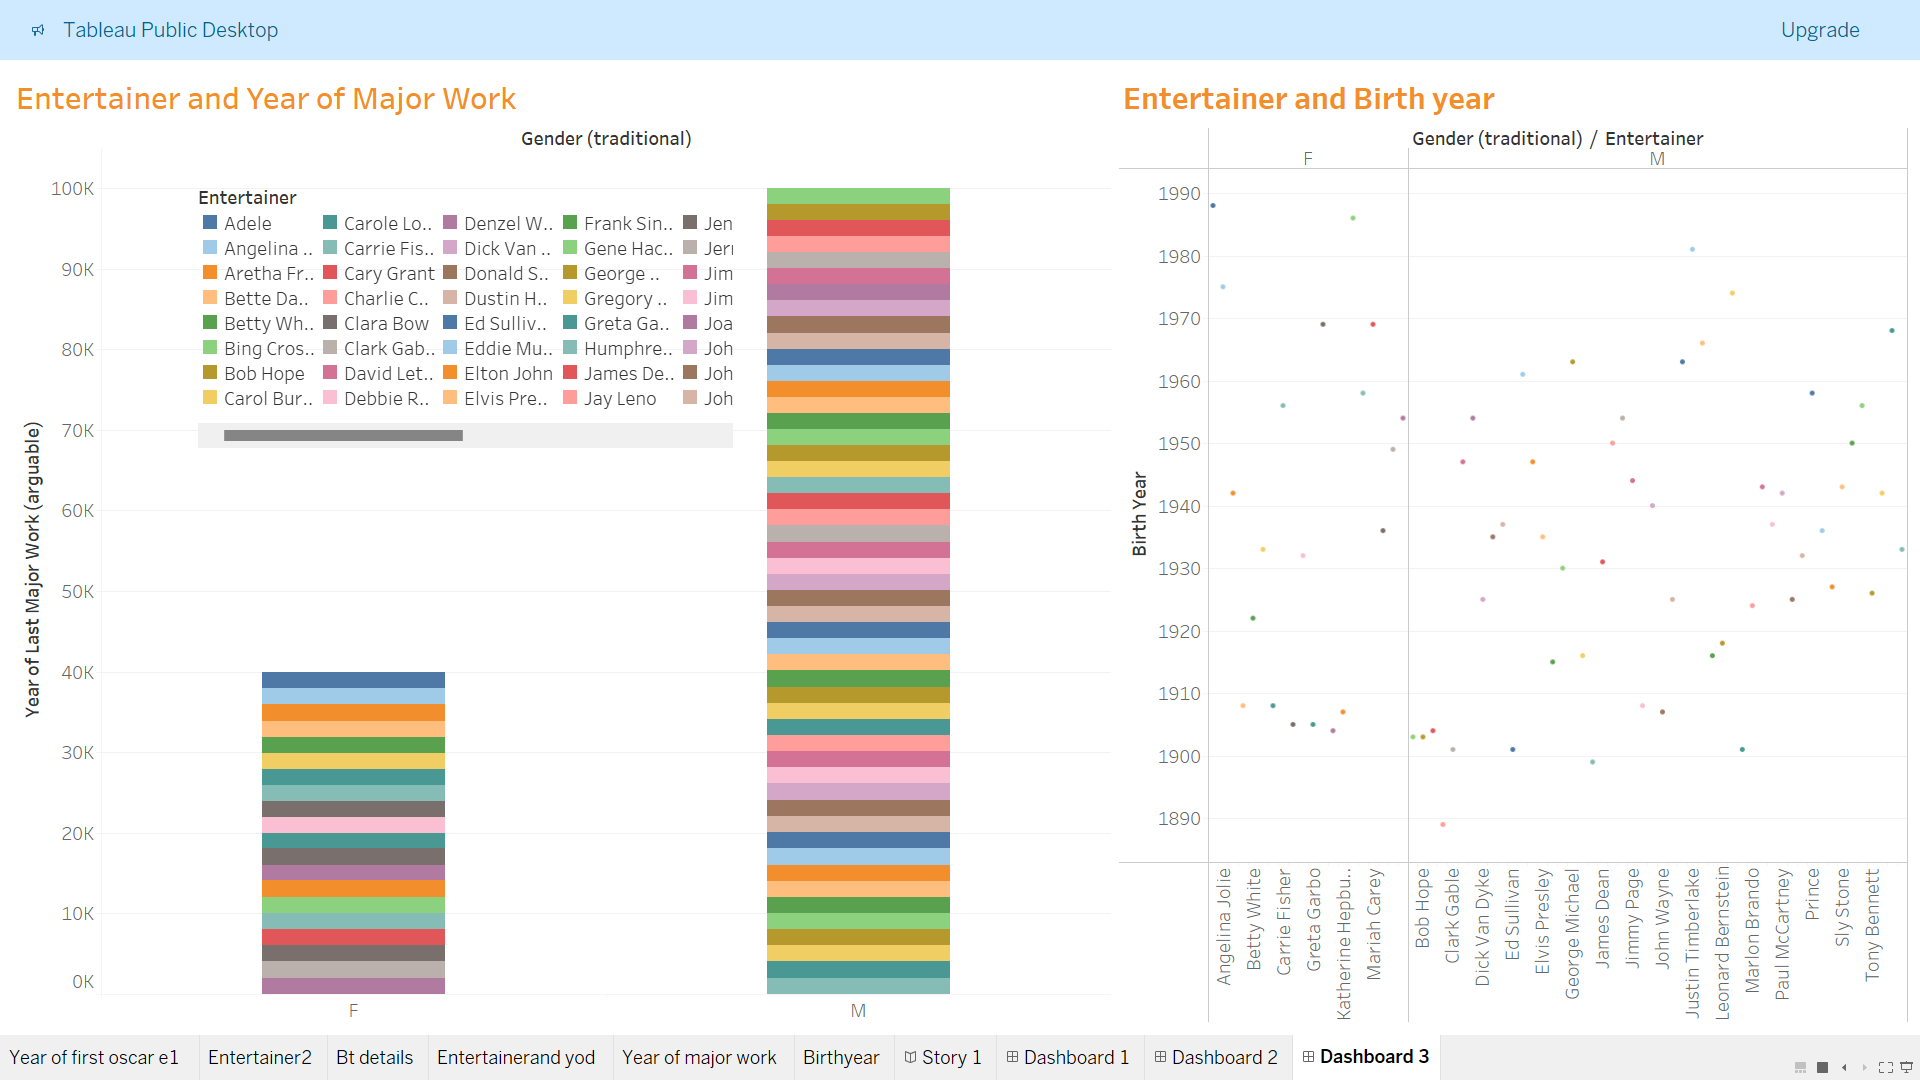 Tableau Public Desktop
Upgrade
Entertainer and Year of Major Work
Gender (traditional)
Year of Last Major Work (arguable)
100K
90K
80K
70K
60K
50K
40K
30K
20K
10K
0K
Entertainer
Adele
Angelina ..
Aretha Fr..
Bette Da..
Betty Wh..
Bing Cros..
Bob Hope
Carol Bur..
Carole Lo..
Carrie Fis..
Cary Grant
Charlie C..
Clara Bow
Clark Gab..
David Let..
Debbie R..
Denzel W..
Dick Van ..
Donald S..
Dustin H..
Ed Sulliv..
Eddie Mu..
Elton John
Elvis Pre..
Frank Sin..
Gene Hac..
George ..
Gregory ..
Greta Ga..
Humphre..
James De..
Jay Leno
Jen
Jerr
Jim
Jim
Joa
Joh
Joh
Joh
F
M
Entertainer and Birth year
Gender (traditional) / Entertainer
F
M
Birth Year
1990
1980
1970
1960
1950
1940
1930
1920
1910
1900
1890
Angelina Jolie
Betty White
Carrie Fisher
Greta Garbo
Katherine Hepbu..
Mariah Carey
Bob Hope
Clark Gable
Dick Van Dyke
Ed Sullivan
Elvis Presley
George Michael
James Dean
Jimmy Page
John Wayne
Justin Timberlake
Leonard Bernstein
Marlon Brando
Paul McCartney
Prince
Sly Stone
Tony Bennett
Year of first oscar e1
Entertainer2
Bt details
Entertainerand yod
Year of major work
Birthyear
Story 1
Dashboard 1
Dashboard 2
Dashboard 3